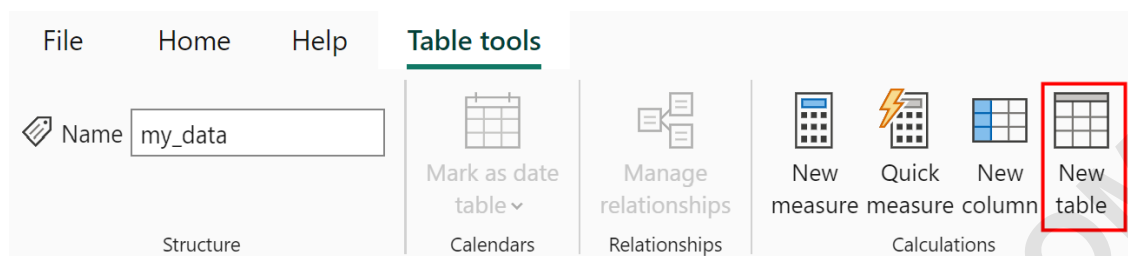 File Home Help Table tools
Name my_data
Mark as date
table
Manage
relationships
New
measure
Quick
measure
New
column
New
table
Structure
Calendars
Relationships
Calculations